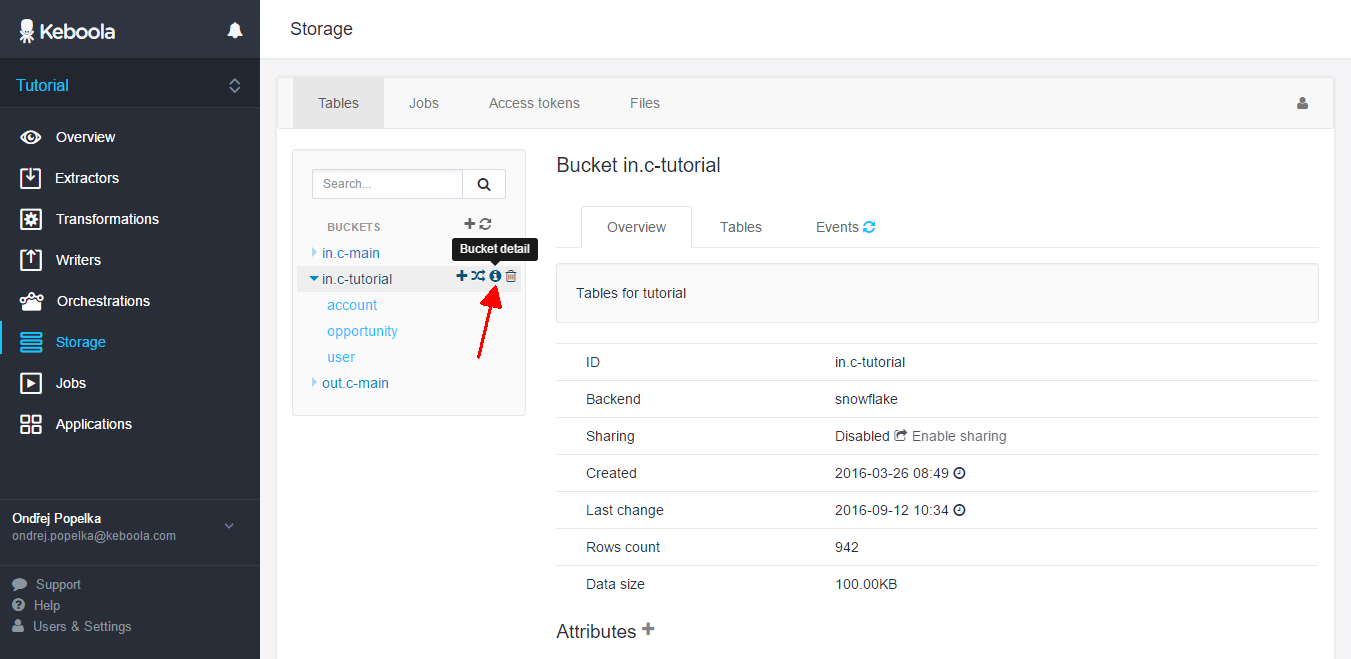 Keboola
Tutorial
Overview
Extractors
Transformations
Writers
Orchestrations
Storage
Jobs
Applications
Ondřej Popelka
ondrej.popelka@keboola.com
Support
Help
Users & Settings
Storage
Tables Jobs Access tokens Files
Search...
BUCKETS
Bucket detail
in.c-main
in.c-tutorial
account
opportunity
user
out.c-main
Bucket in.c-tutorial
Overview Tables Events
Tables for tutorial
ID in.c-tutorial
Backend snowflake
Sharing Disabled Enable sharing
Created 2016-03-26 08:49
Last change 2016-09-12 10:34
Rows count 942
Data size 100.00KB
Attributes